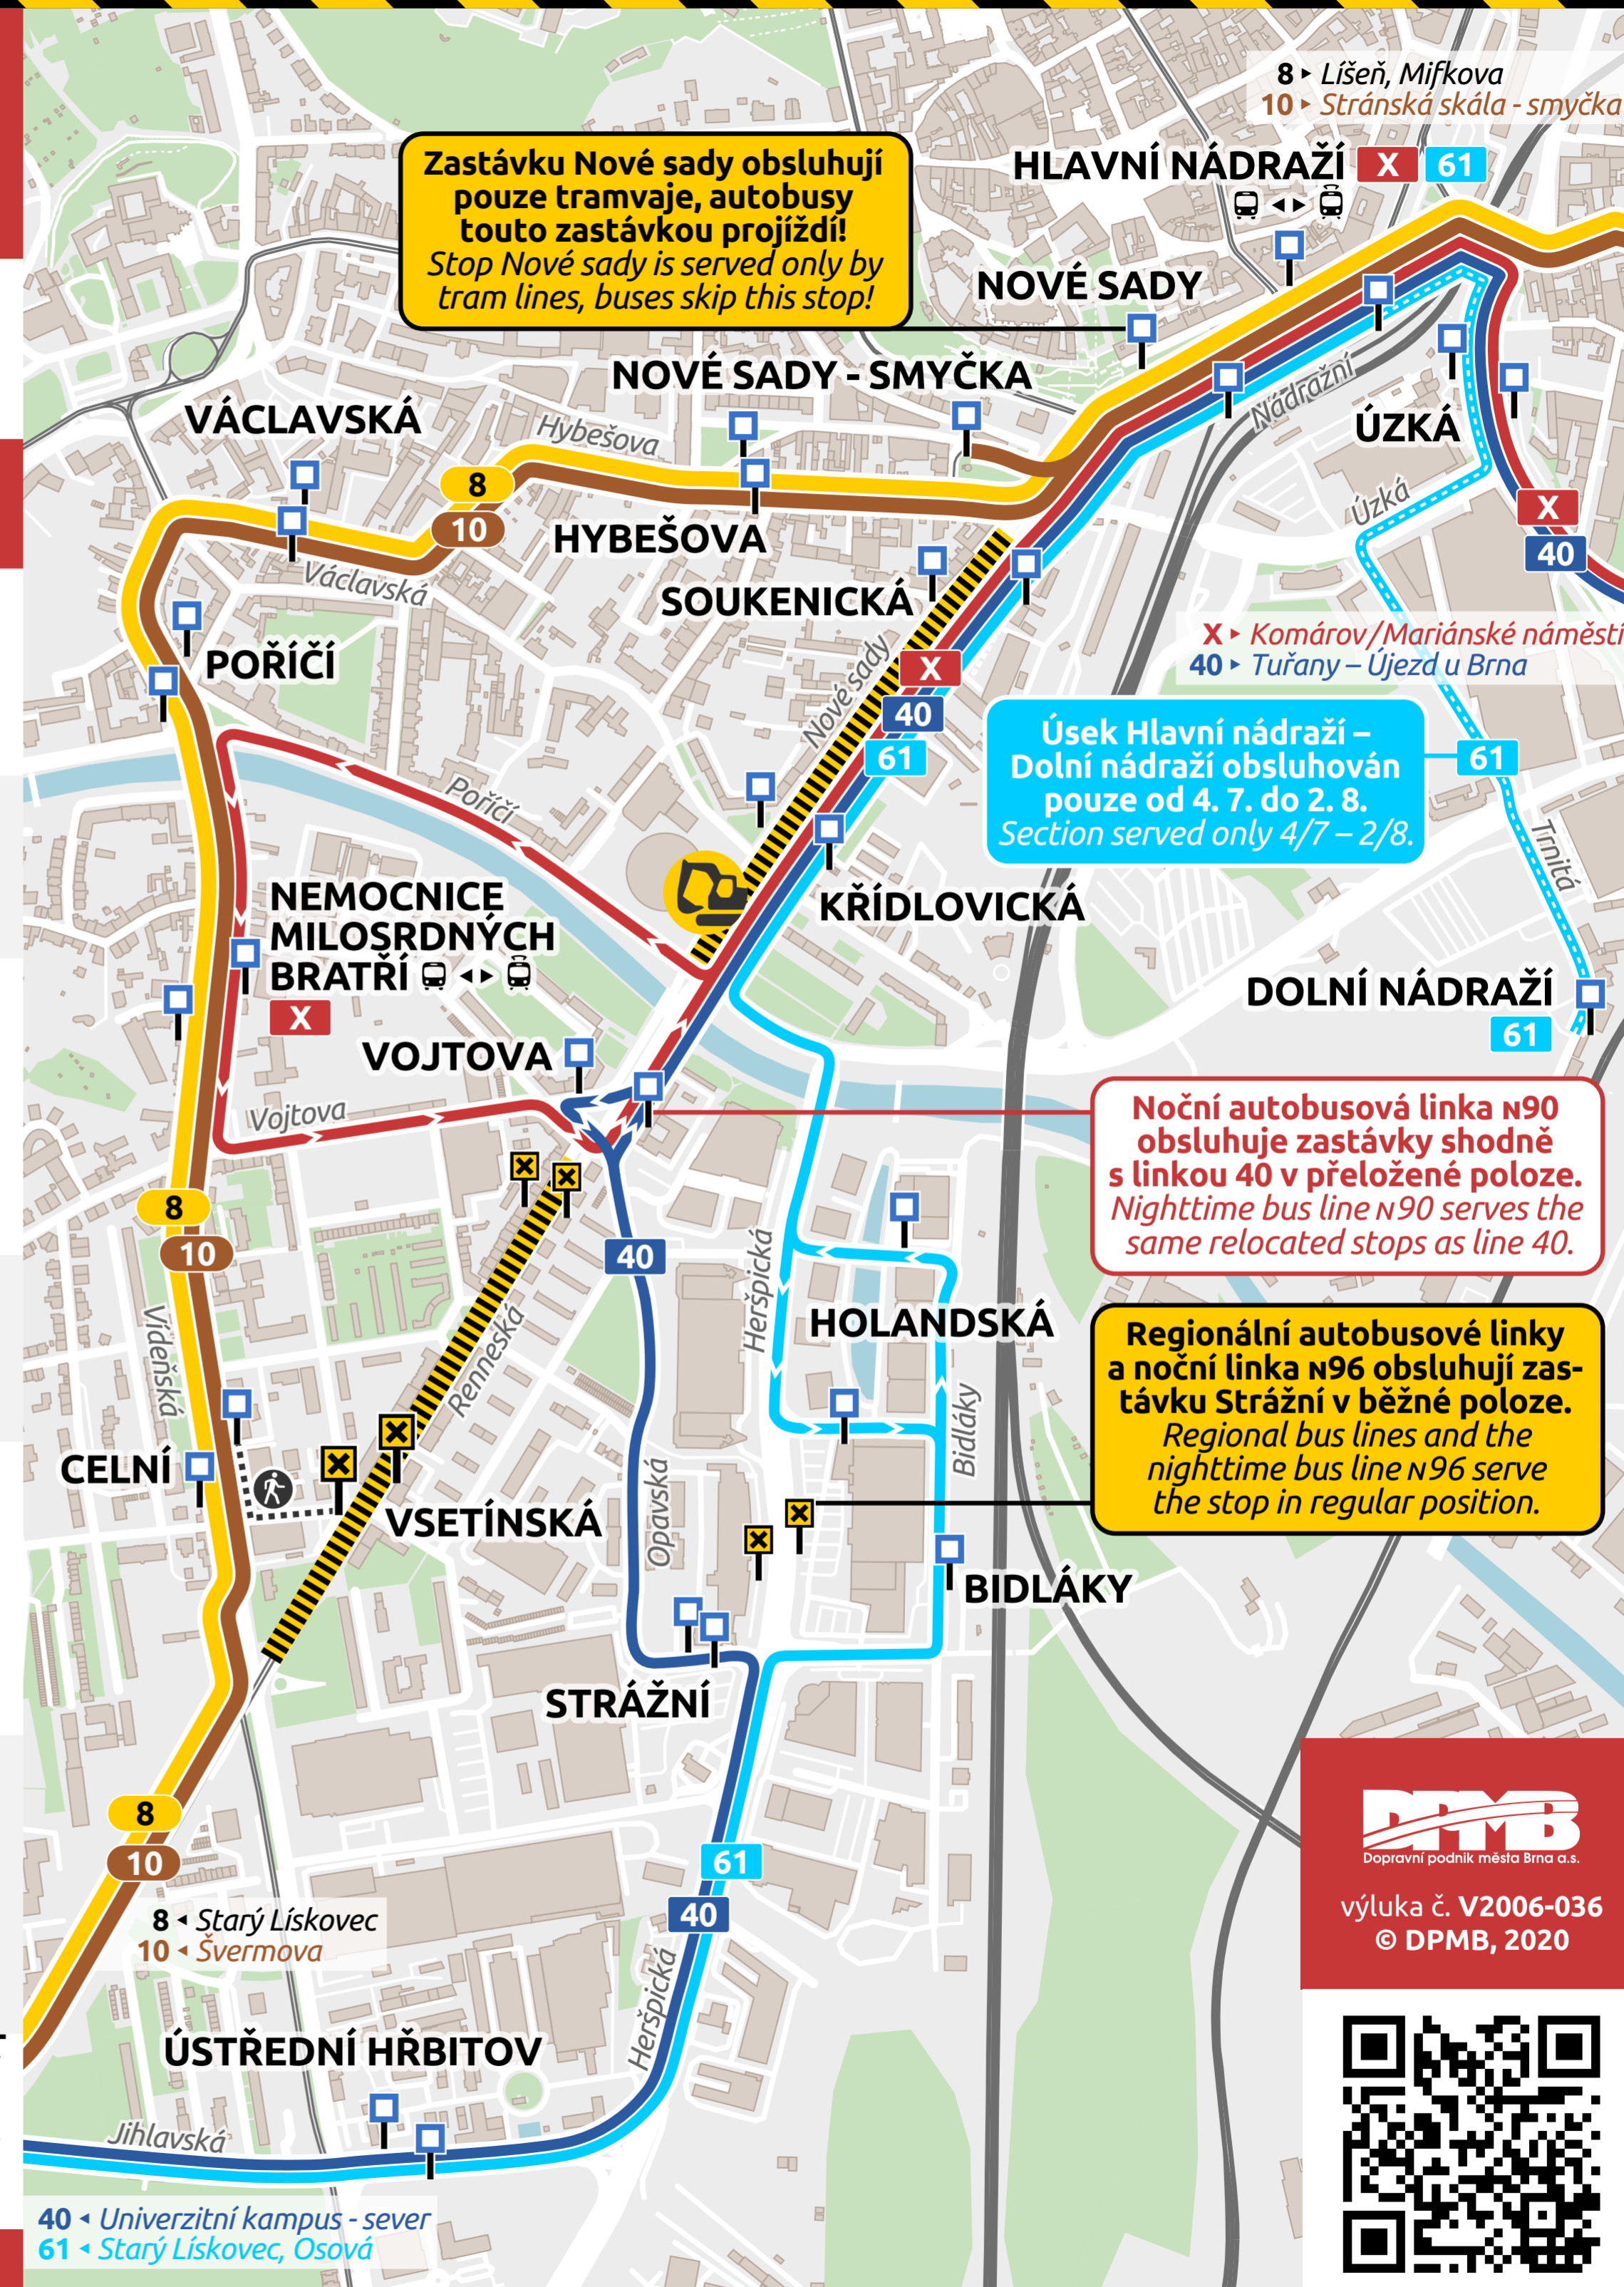 8 ▸ Líšeň, Mifkova
10 ▸ Stránská skála - smyčka
Zastávku Nové sady obsluhují
pouze tramvaje, autobusy
touto zastávkou projíždí!
Stop Nové sady is served only by
tram lines, buses skip this stop!
HLAVNÍ NÁDRAŽÍ X 61
NOVÉ SADY
NOVÉ SADY - SMYČKA
Nádražní
VÁCLAVSKÁ
Hybešova
ÚZKÁ
8
10
Úzká
X
40
HYBEŠOVA
Václavská
SOUKENICKÁ
POŘÍČÍ
Nové sady
X
40
61
X ▸ Komárov/Mariánské náměstí
40 ▸ Tuřany – Újezd u Brna
Úsek Hlavní nádraží –
Dolní nádraží obsluhován
pouze od 4. 7. do 2. 8.
Section served only 4/7 – 2/8.
61
Poříčí
Trnitá
KŘÍDLOVICKÁ
NEMOCNICE
MILOSRDNÝCH
BRATŘÍ
X
DOLNÍ NÁDRAŽÍ
61
VOJTOVA
Vojtova
Noční autobusová linka N90
obsluhuje zastávky shodně
s linkou 40 v přeložené poloze.
Nighttime bus line N90 serves the
same relocated stops as line 40.
8
10
40
Heršpická
HOLANDSKÁ
Vídeňská
Renneská
Bidláky
Regionální autobusové linky
a noční linka N96 obsluhují zas-
távku Strážní v běžné poloze.
Regional bus lines and the
nighttime bus line N96 serve
the stop in regular position.
CELNÍ
VSETÍNSKÁ
Opavská
BIDLÁKY
STRÁŽNÍ
8
10
61
40
8 ◂ Starý Lískovec
10 ◂ Švermova
DPMB
Dopravní podnik města Brna a.s.
výluka č. V2006-036
© DPMB, 2020
Heršpická
ÚSTŘEDNÍ HŘBITOV
Jihlavská
40 ◂ Univerzitní kampus - sever
61 ◂ Starý Lískovec, Osová